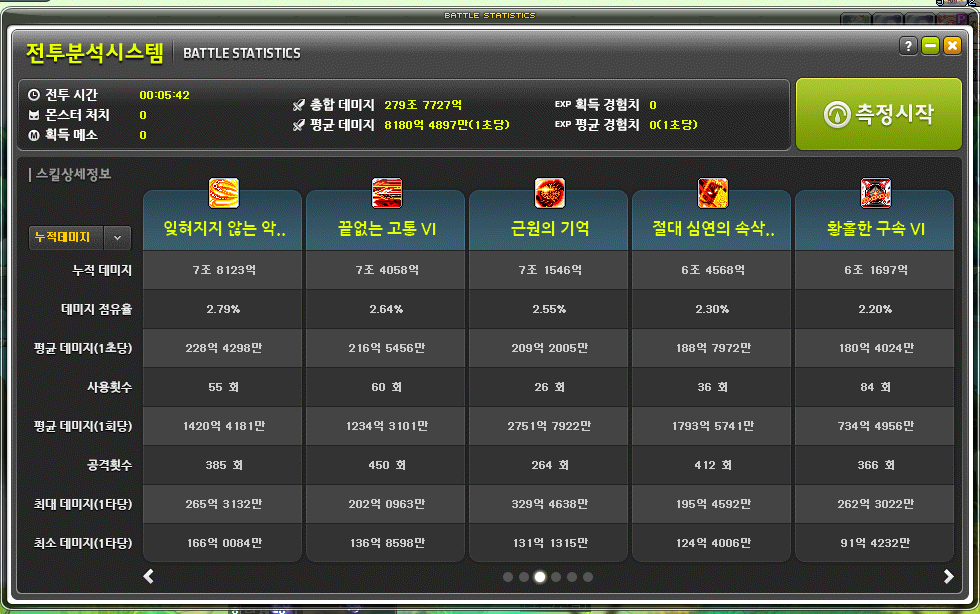 BATTLE STATISTICS
전투분석시스템 BATTLE STATISTICS
? 
전투 시간 00:05:42
몬스터 처치 0
획득 메소 0
총합 데미지 279조 7727억
평균 데미지 8180억 4897만(1초당)
EXP 획득 경험치 0
EXP 평균 경험치 0(1초당)
측정시작
스킬상세정보
누적데미지 잊혀지지 않는 악.. 끝없는 고통 VI 근원의 기억 절대 심연의 속삭.. 황홀한 구속 VI
누적 데미지 7조 8123억 7조 4058억 7조 1546억 6조 4568억 6조 1697억
데미지 점유율 2.79% 2.64% 2.55% 2.30% 2.20%
평균 데미지(1초당) 228억 4298만 216억 5456만 209억 2005만 188억 7972만 180억 4024만
사용횟수 55 회 60 회 26 회 36 회 84 회
평균 데미지(1회당) 1420억 4181만 1234억 3101만 2751억 7922만 1793억 5741만 734억 4956만
공격횟수 385 회 450 회 264 회 412 회 366 회
최대 데미지(1타당) 265억 3132만 202억 0963만 329억 4638만 195억 4592만 262억 3022만
최소 데미지(1타당) 166억 0084만 136억 8598만 131억 1315만 124억 4006만 91억 4232만